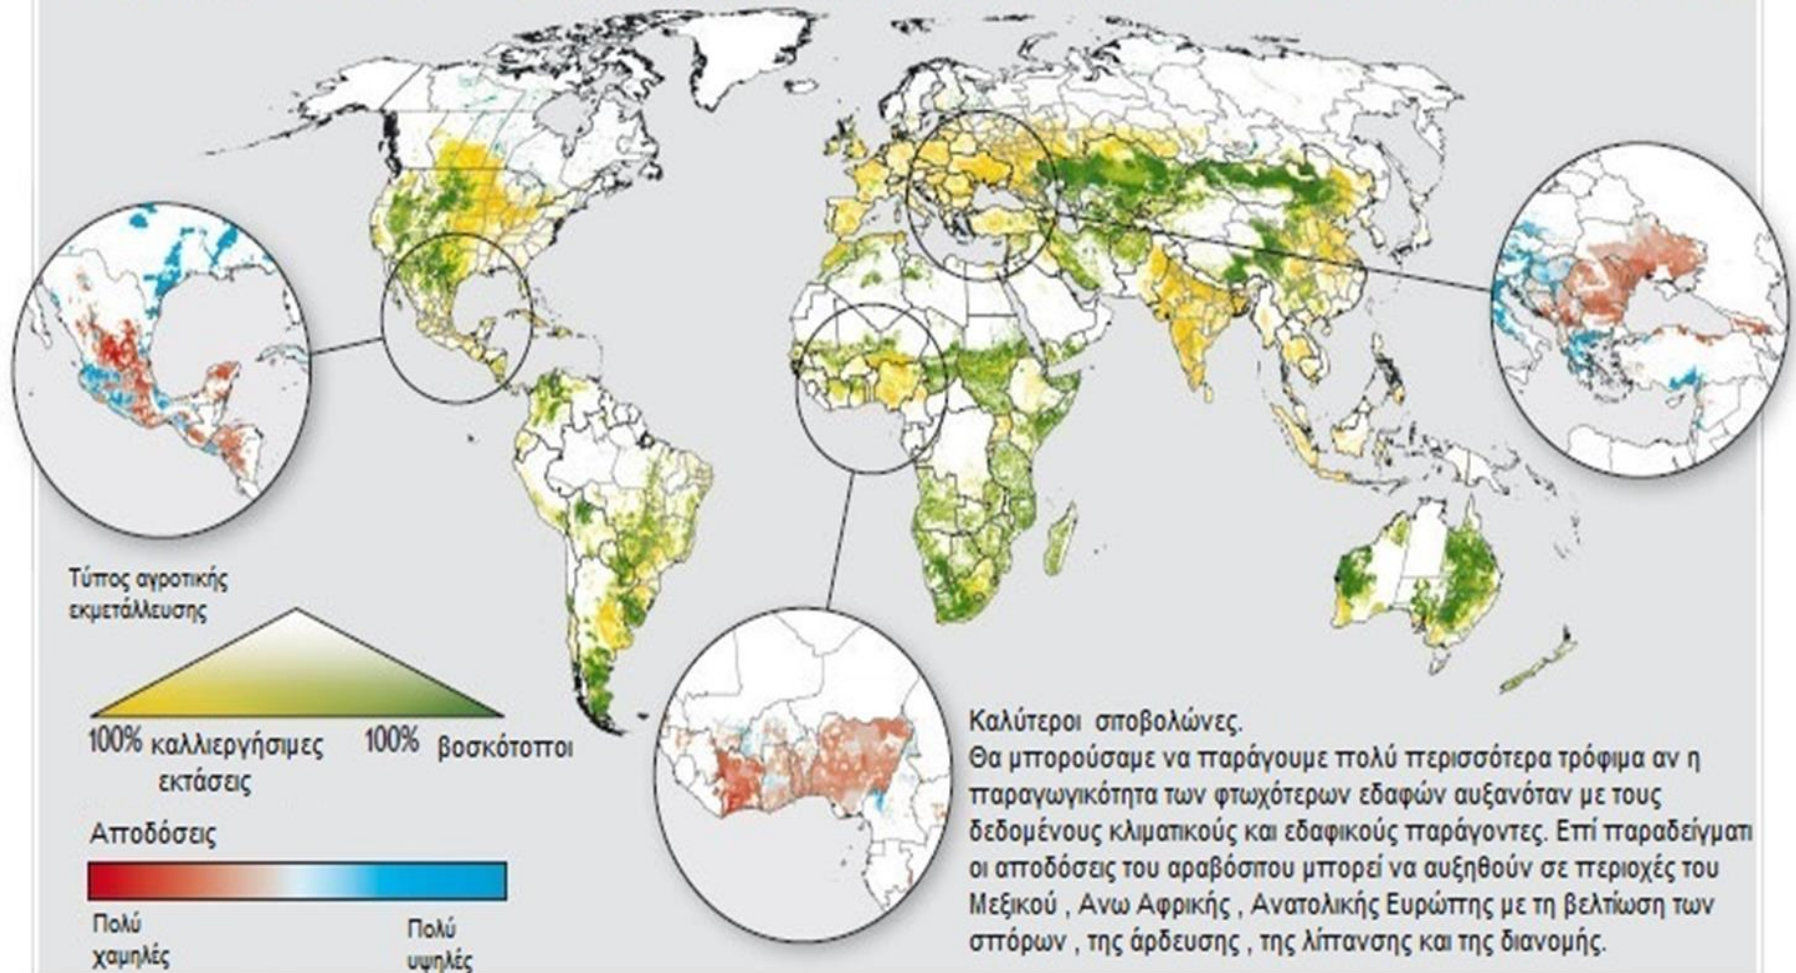 Τύπος αγροτικής
εκμετάλλευσης
100% καλλιεργήσιμες
εκτάσεις
100% βοσκότοποι
Αποδόσεις
Πολύ
χαμηλές
Πολύ
υψηλές
Καλύτεροι σιτοβολώνες.
Θα μπορούσαμε να παράγουμε πολύ περισσότερα τρόφιμα αν η
παραγωγικότητα των φτωχότερων εδαφών αυξανόταν με τους
δεδομένους κλιματικούς και εδαφικούς παράγοντες. Επί παραδείγματι
οι αποδόσεις του αραβόσιτου μπορεί να αυξηθούν σε περιοχές του
Μεξικού , Ανω Αφρικής , Ανατολικής Ευρώπης με τη βελτίωση των
σπόρων , της άρδευσης , της λίπανσης και της διανομής.